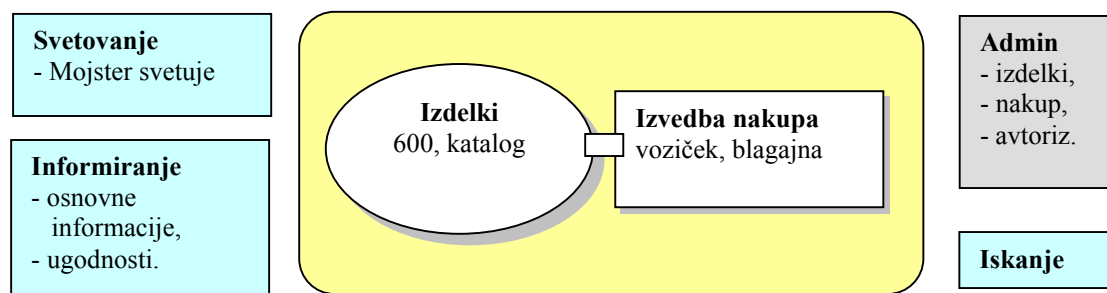 Svetovanje
- Mojster svetuje
Informiranje
- osnovne
informacije,
- ugodnosti.
Izdelki
600, katalog
Izvedba nakupa
voziček, blagajna
Admin
- izdelki,
- nakup,
- avtoriz.
Iskanje